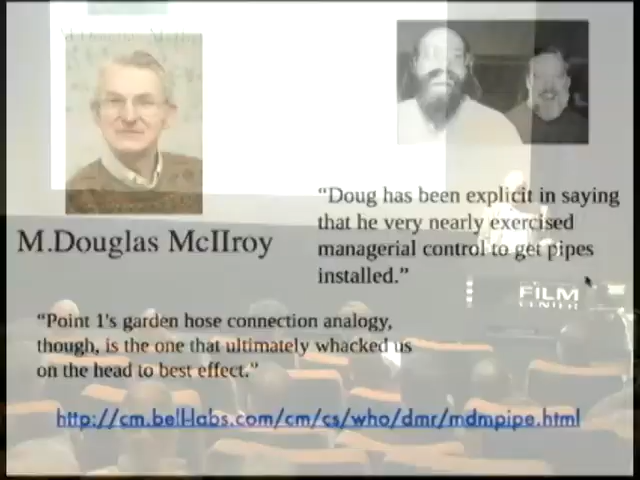 M.Douglas McIlroy
“Doug has been explicit in saying
that he very nearly exercised
managerial control to get pipes
installed.”
FILM
CENTER
“Point 1's garden hose connection analogy,
though, is the one that ultimately whacked us
on the head to best effect.”
http://cm.bell-labs.com/cm/cs/who/dmr/mdmpipe.html